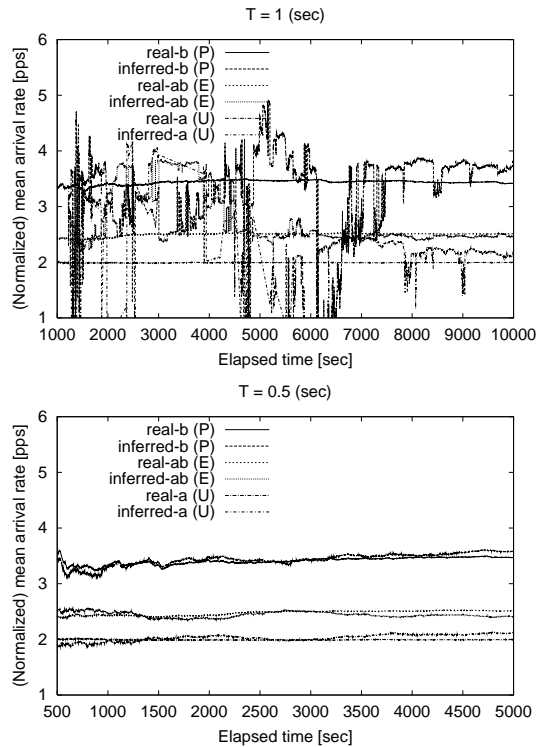 T = 1 (sec)
(Normalized) mean arrival rate [pps]
6
5
4
3
2
1
real-b (P)
inferred-b (P)
real-ab (E)
inferred-ab (E)
real-a (U)
inferred-a (U)
1000 2000 3000 4000 5000 6000 7000 8000 9000 10000
Elapsed time [sec]
T = 0.5 (sec)
(Normalized) mean arrival rate [pps]
6
5
4
3
2
1
real-b (P)
inferred-b (P)
real-ab (E)
inferred-ab (E)
real-a (U)
inferred-a (U)
500 1000 1500 2000 2500 3000 3500 4000 4500 5000
Elapsed time [sec]